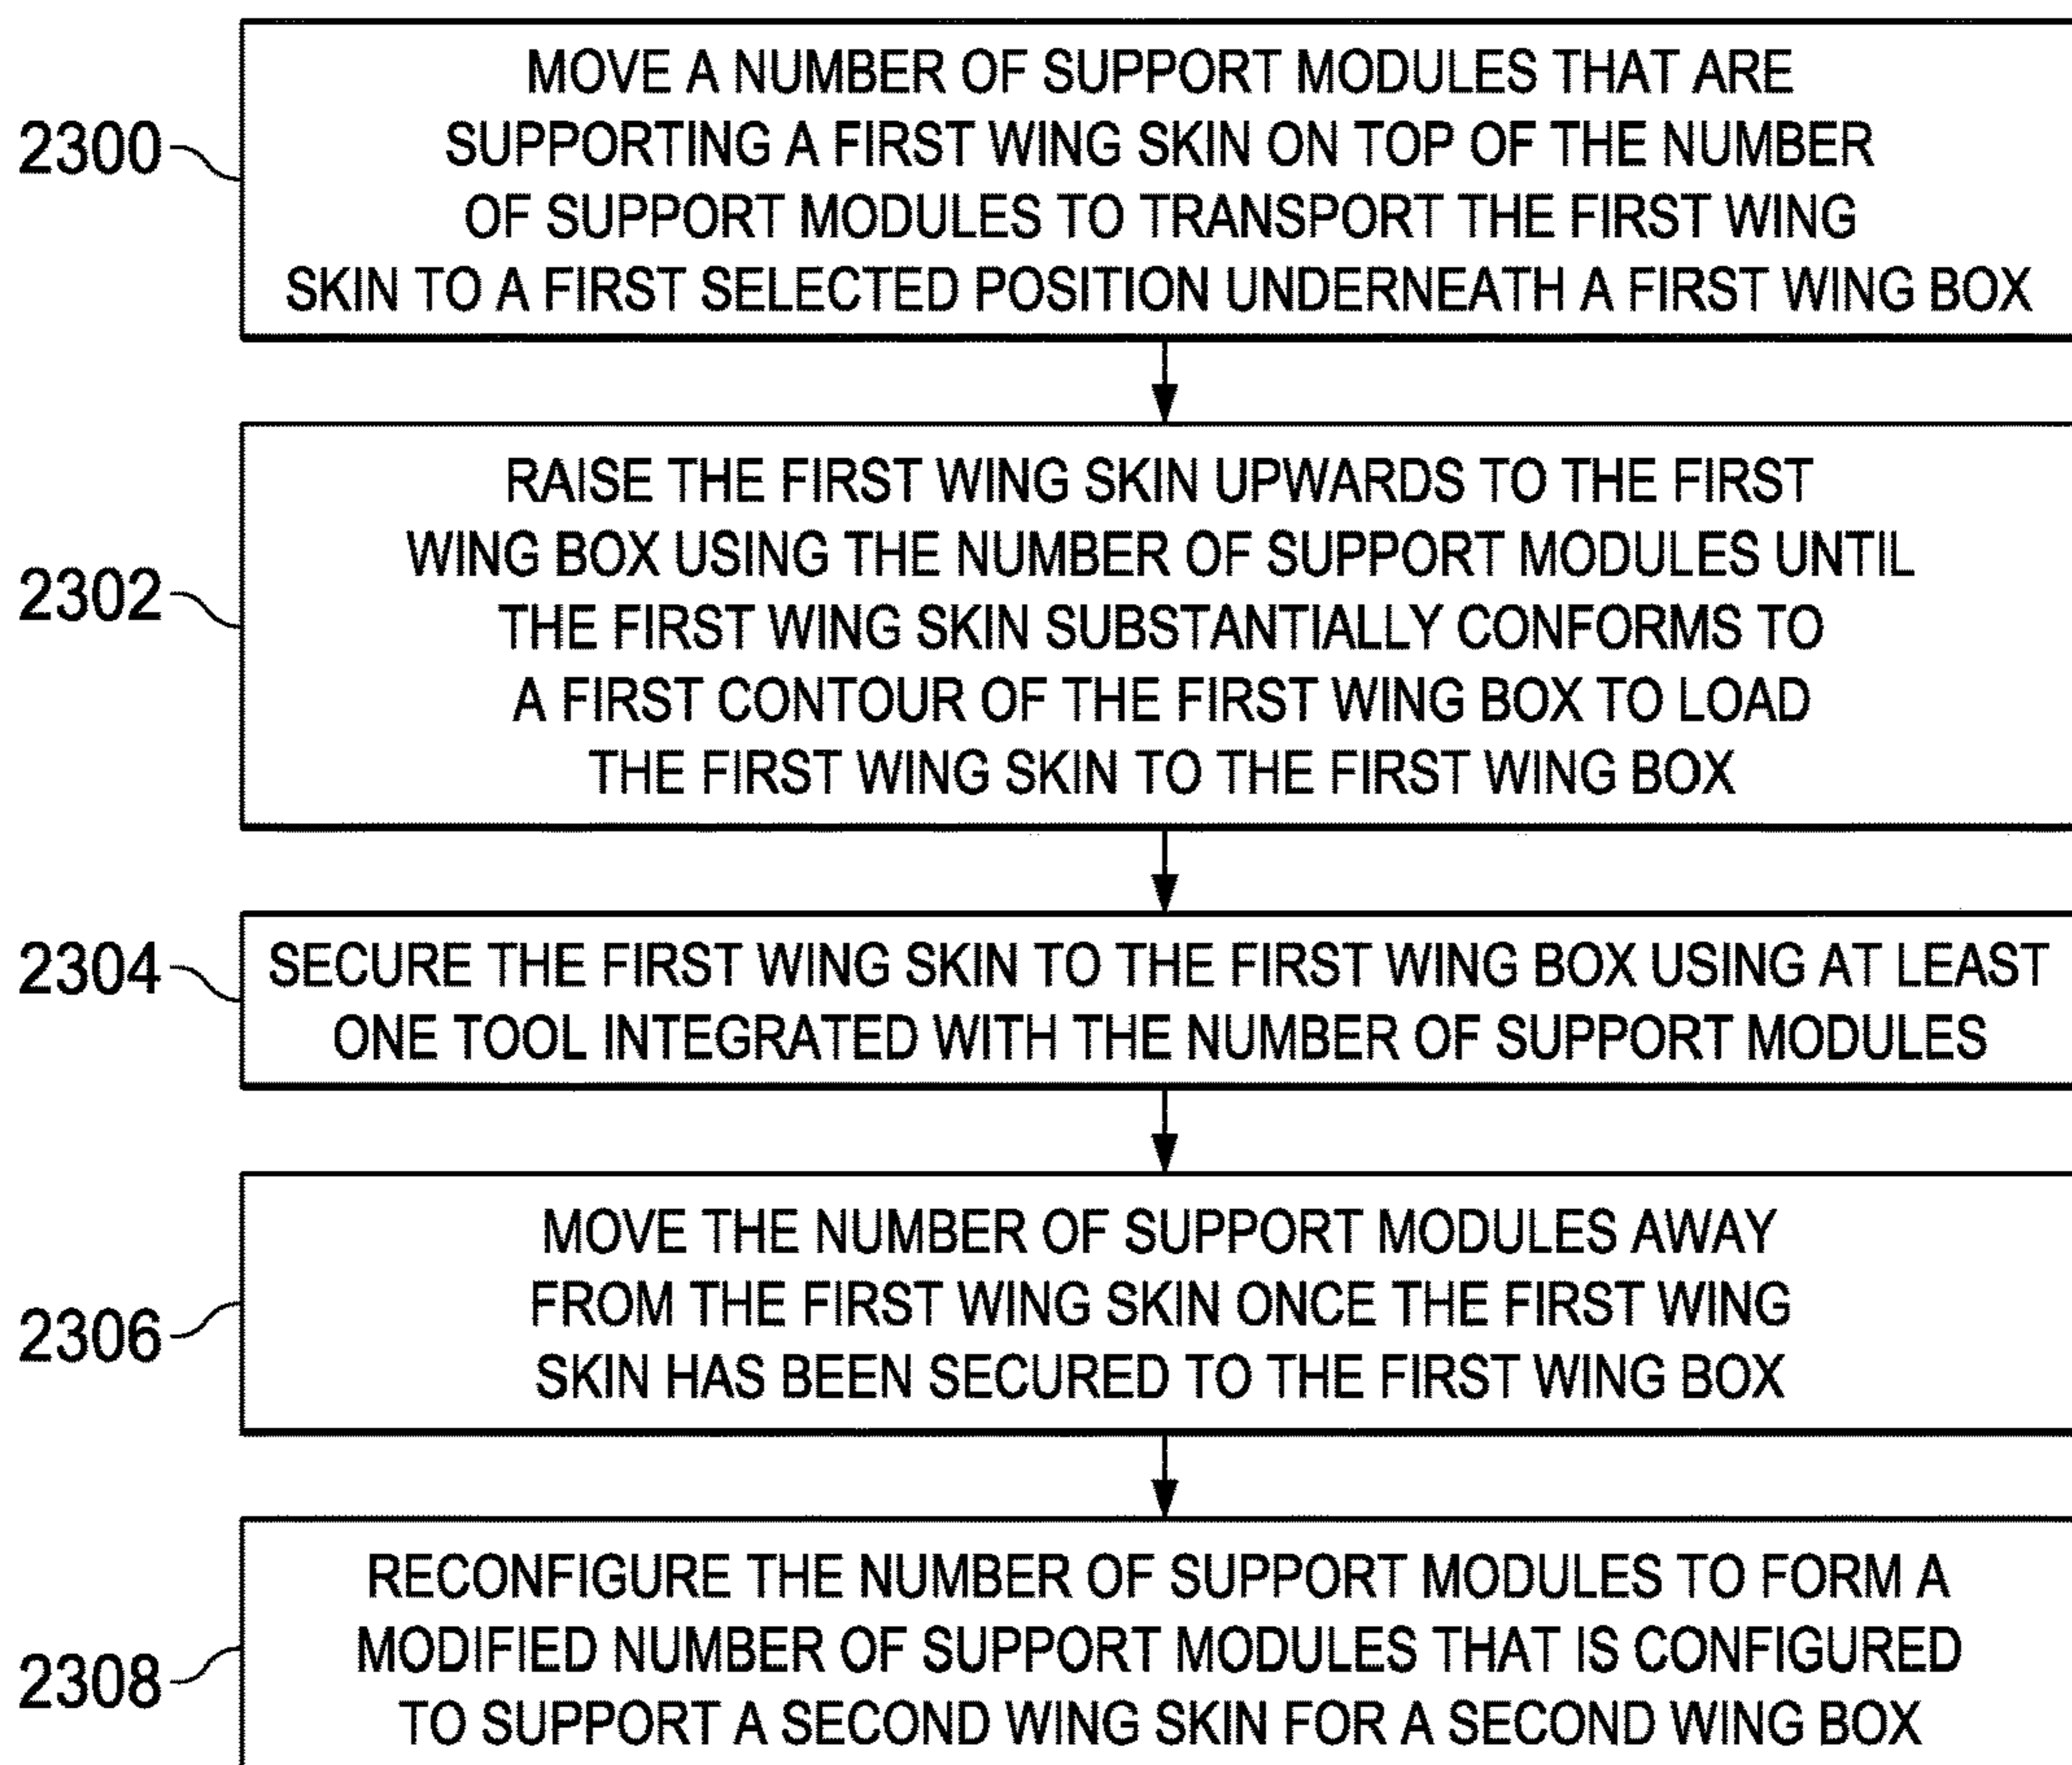 2300
MOVE A NUMBER OF SUPPORT MODULES THAT ARE
SUPPORTING A FIRST WING SKIN ON TOP OF THE NUMBER
OF SUPPORT MODULES TO TRANSPORT THE FIRST WING
SKIN TO A FIRST SELECTED POSITION UNDERNEATH A FIRST WING BOX
2302
RAISE THE FIRST WING SKIN UPWARDS TO THE FIRST
WING BOX USING THE NUMBER OF SUPPORT MODULES UNTIL
THE FIRST WING SKIN SUBSTANTIALLY CONFORMS TO
A FIRST CONTOUR OF THE FIRST WING BOX TO LOAD
THE FIRST WING SKIN TO THE FIRST WING BOX
2304
SECURE THE FIRST WING SKIN TO THE FIRST WING BOX USING AT LEAST
ONE TOOL INTEGRATED WITH THE NUMBER OF SUPPORT MODULES
2306
MOVE THE NUMBER OF SUPPORT MODULES AWAY
FROM THE FIRST WING SKIN ONCE THE FIRST WING
SKIN HAS BEEN SECURED TO THE FIRST WING BOX
2308
RECONFIGURE THE NUMBER OF SUPPORT MODULES TO FORM A
MODIFIED NUMBER OF SUPPORT MODULES THAT IS CONFIGURED
TO SUPPORT A SECOND WING SKIN FOR A SECOND WING BOX